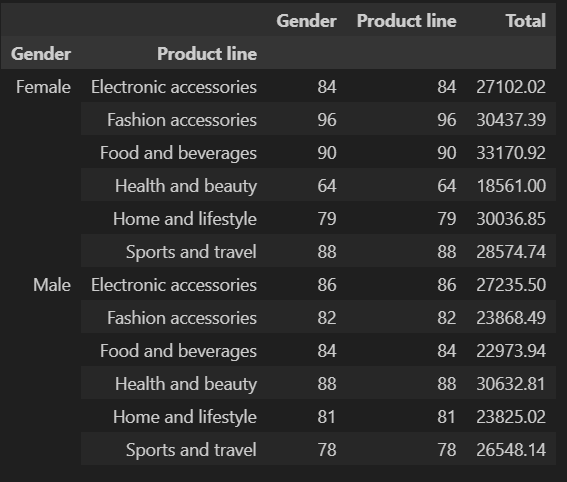 Gender Product line Total
Gender Product line
Female Electronic accessories 84 84 27102.02
Fashion accessories 96 96 30437.39
Food and beverages 90 90 33170.92
Health and beauty 64 64 18561.00
Home and lifestyle 79 79 30036.85
Sports and travel 88 88 28574.74
Male Electronic accessories 86 86 27235.50
Fashion accessories 82 82 23868.49
Food and beverages 84 84 22973.94
Health and beauty 88 88 30632.81
Home and lifestyle 81 81 23825.02
Sports and travel 78 78 26548.14